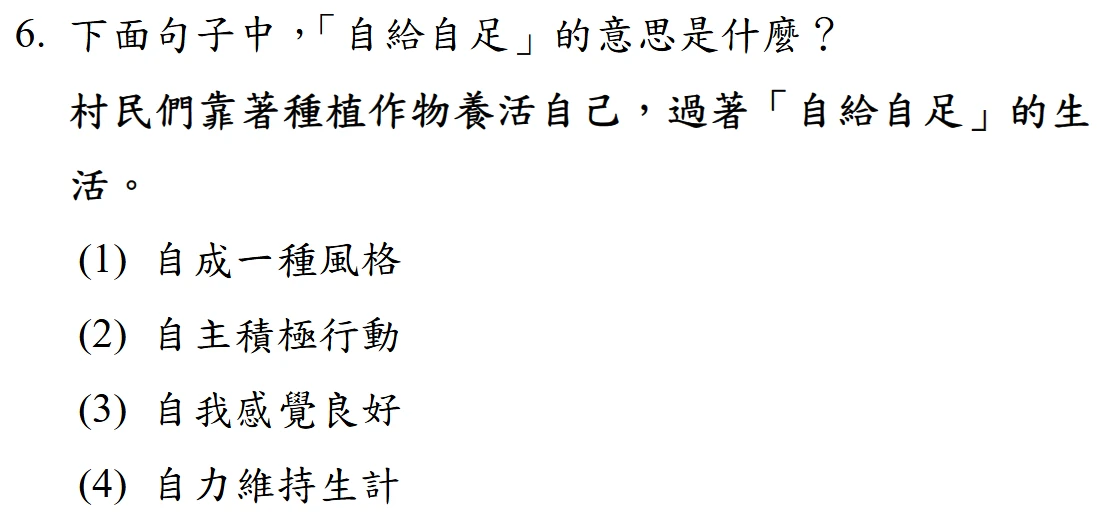 6. 下面句子中，「自給自足」的意思是什麼？
村民們靠著種植作物養活自己，過著「自給自足」的生
活。
(1) 自成一種風格
(2) 自主積極行動
(3) 自我感覺良好
(4) 自力維持生計